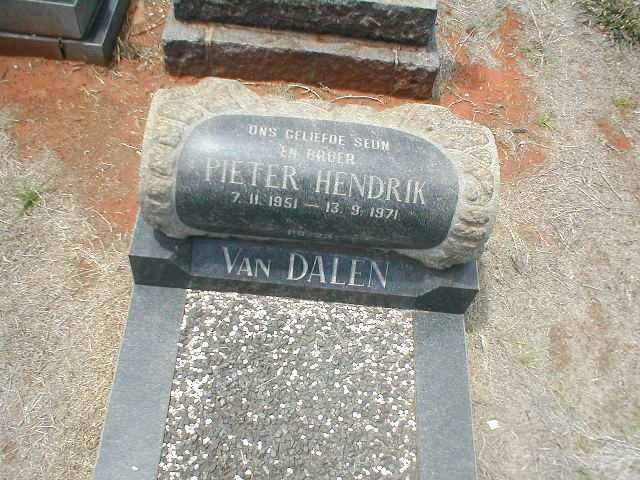 ONS GELIEFDE SEUN
EN BROER
PIETER HENDRIK
7. 11. 1951 — 13. 9. 1971
VAN DALEN